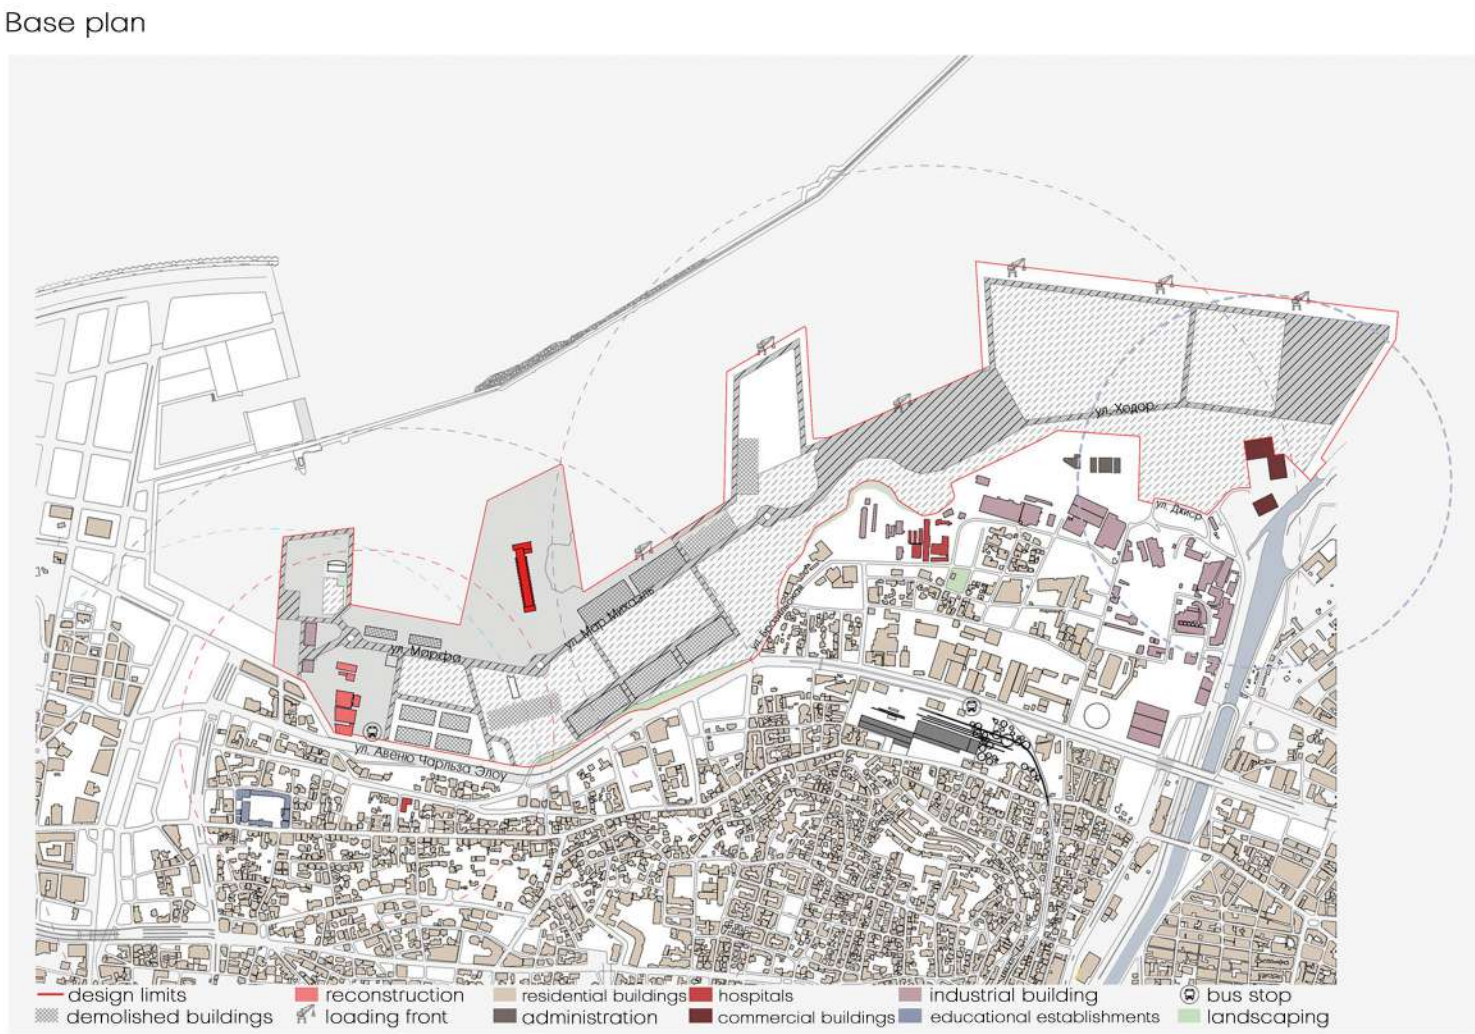 Base plan
ул. Ходор
ул. Джиср
ул. Мар Михаэль
ул. Марфа
ул. Авеню Чарльза Элоу
design limits
reconstruction
residential buildings
hospitals
industrial building
bus stop
demolished buildings
loading front
administration
commercial buildings
educational establishments
landscaping